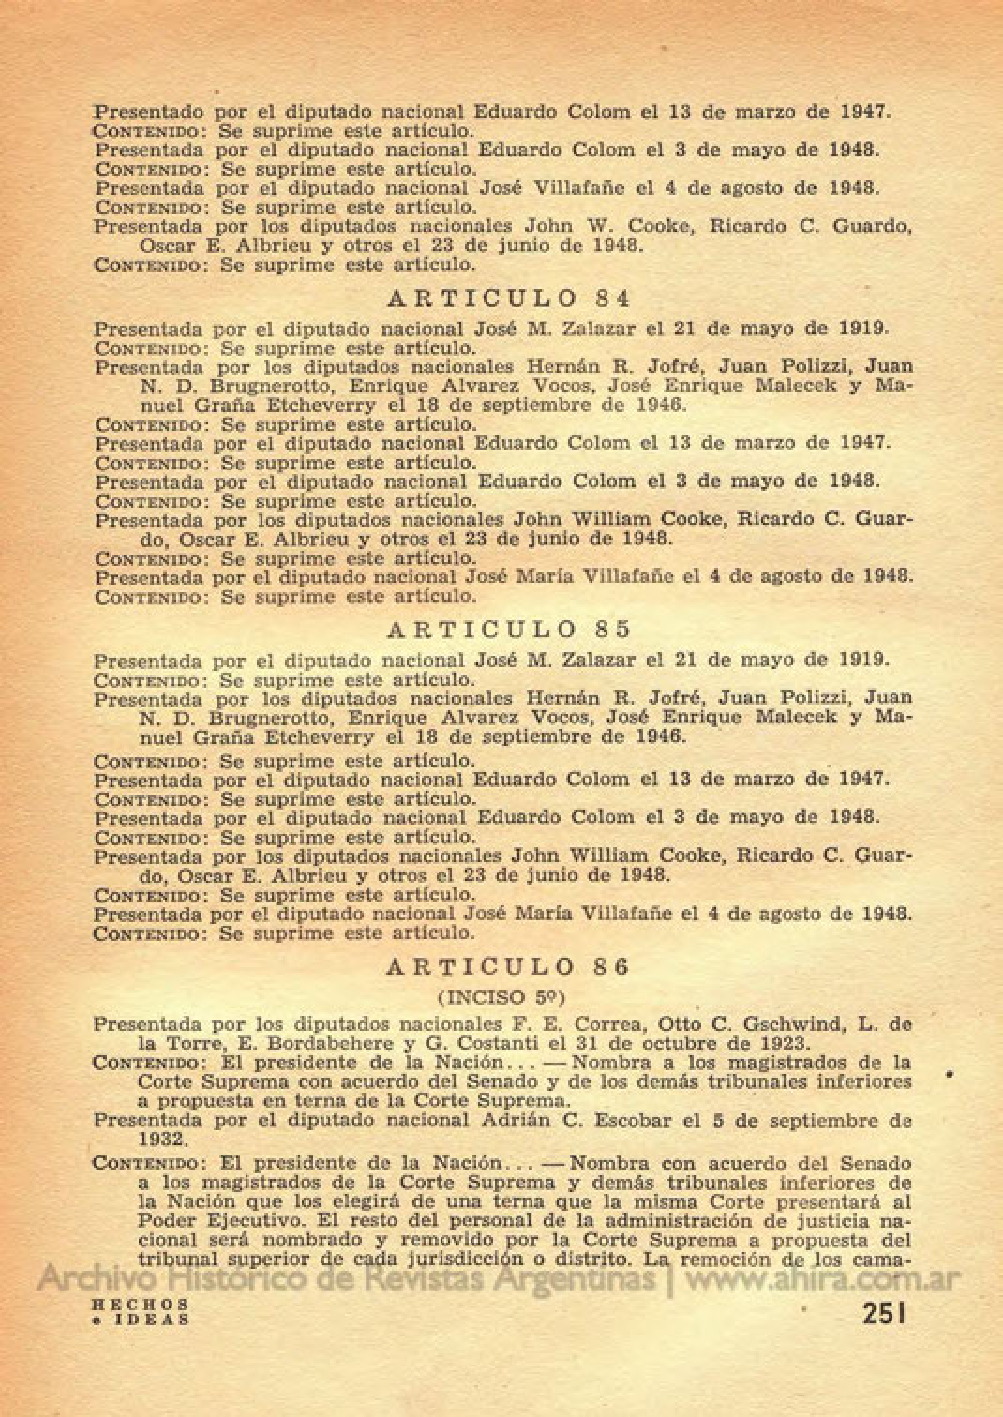 Presentado por el diputado nacional Eduardo Colom el 13 de marzo de 1947.
CONTENIDO: Se suprime este artículo.
Presentada por el diputado nacional Eduardo Colom el 3 de mayo de 1948.
CONTENIDO: Se suprime este artículo.
Presentada por el diputado nacional José Villafañe el 4 de agosto de 1948.
CONTENIDO: Se suprime este artículo.
Presentada por los diputados nacionales John W. Cooke, Ricardo C. Guardo,
Oscar E. Albrieu y otros el 23 de junio de 1948.
CONTENIDO: Se suprime este artículo.
ARTICULO 84
Presentada por el diputado nacional José M. Zalazar el 21 de mayo de 1919.
CONTENIDO: Se suprime este artículo.
Presentada por los diputados nacionales Hernán R. Jofré, Juan Polizzi, Juan
N. D. Brugnerotto, Enrique Alvarez Vocos, José Enrique Malecek y Ma-
nuel Graña Etcheverry el 18 de septiembre de 1946.
CONTENIDO: Se suprime este artículo.
Presentada por el diputado nacional Eduardo Colom el 13 de marzo de 1947.
CONTENIDO: Se suprime este artículo.
Presentada por el diputado nacional Eduardo Colom el 3 de mayo de 1948.
CONTENIDO: Se suprime este artículo.
Presentada por los diputados nacionales John William Cooke, Ricardo C. Guar-
do, Oscar E. Albrieu y otros el 23 de junio de 1948.
CONTENIDO: Se suprime este artículo.
Presentada por el diputado nacional José María Villafañe el 4 de agosto de 1948.
CONTENIDO: Se suprime este artículo.
ARTICULO 85
Presentada por el diputado nacional José M. Zalazar el 21 de mayo de 1919.
CONTENIDO: Se suprime este artículo.
Presentada por los diputados nacionales Hernán R. Jofré, Juan Polizzi, Juan
N. D. Brugnerotto, Enrique Alvarez Vocos, José Enrique Malecek y Ma-
nuel Graña Etcheverry el 18 de septiembre de 1946.
CONTENIDO: Se suprime este artículo.
Presentada por el diputado nacional Eduardo Colom el 13 de marzo de 1947.
CONTENIDO: Se suprime este artículo.
Presentada por el diputado nacional Eduardo Colom el 3 de mayo de 1948.
CONTENIDO: Se suprime este artículo.
Presentada por los diputados nacionales John William Cooke, Ricardo C. Guar-
do, Oscar E. Albrieu y otros el 23 de junio de 1948.
CONTENIDO: Se suprime este artículo.
Presentada por el diputado nacional José María Villafañe el 4 de agosto de 1948.
CONTENIDO: Se suprime este artículo.
ARTICULO 86
(INCISO 5º)
Presentada por los diputados nacionales F. E. Correa, Otto C. Gschwind, L. de
la Torre, E. Bordabehere y G. Costanti el 31 de octubre de 1923.
CONTENIDO: El presidente de la Nación... — Nombra a los magistrados de la
Corte Suprema con acuerdo del Senado y de los demás tribunales inferiores
a propuesta en terna de la Corte Suprema.
Presentada por el diputado nacional Adrián C. Escobar el 5 de septiembre de
1932.
CONTENIDO: El presidente de la Nación... — Nombra con acuerdo del Senado
a los magistrados de la Corte Suprema y demás tribunales inferiores de
la Nación que los elegirá de una terna que la misma Corte presentará al
Poder Ejecutivo. El resto del personal de la administración de justicia na-
cional será nombrado y removido por la Corte Suprema a propuesta del
tribunal superior de cada jurisdicción o distrito. La remoción de los cama-
Archivo Histórico de Revistas Argentinas | www.ahira.com.ar
HECHOS
e IDEAS
251